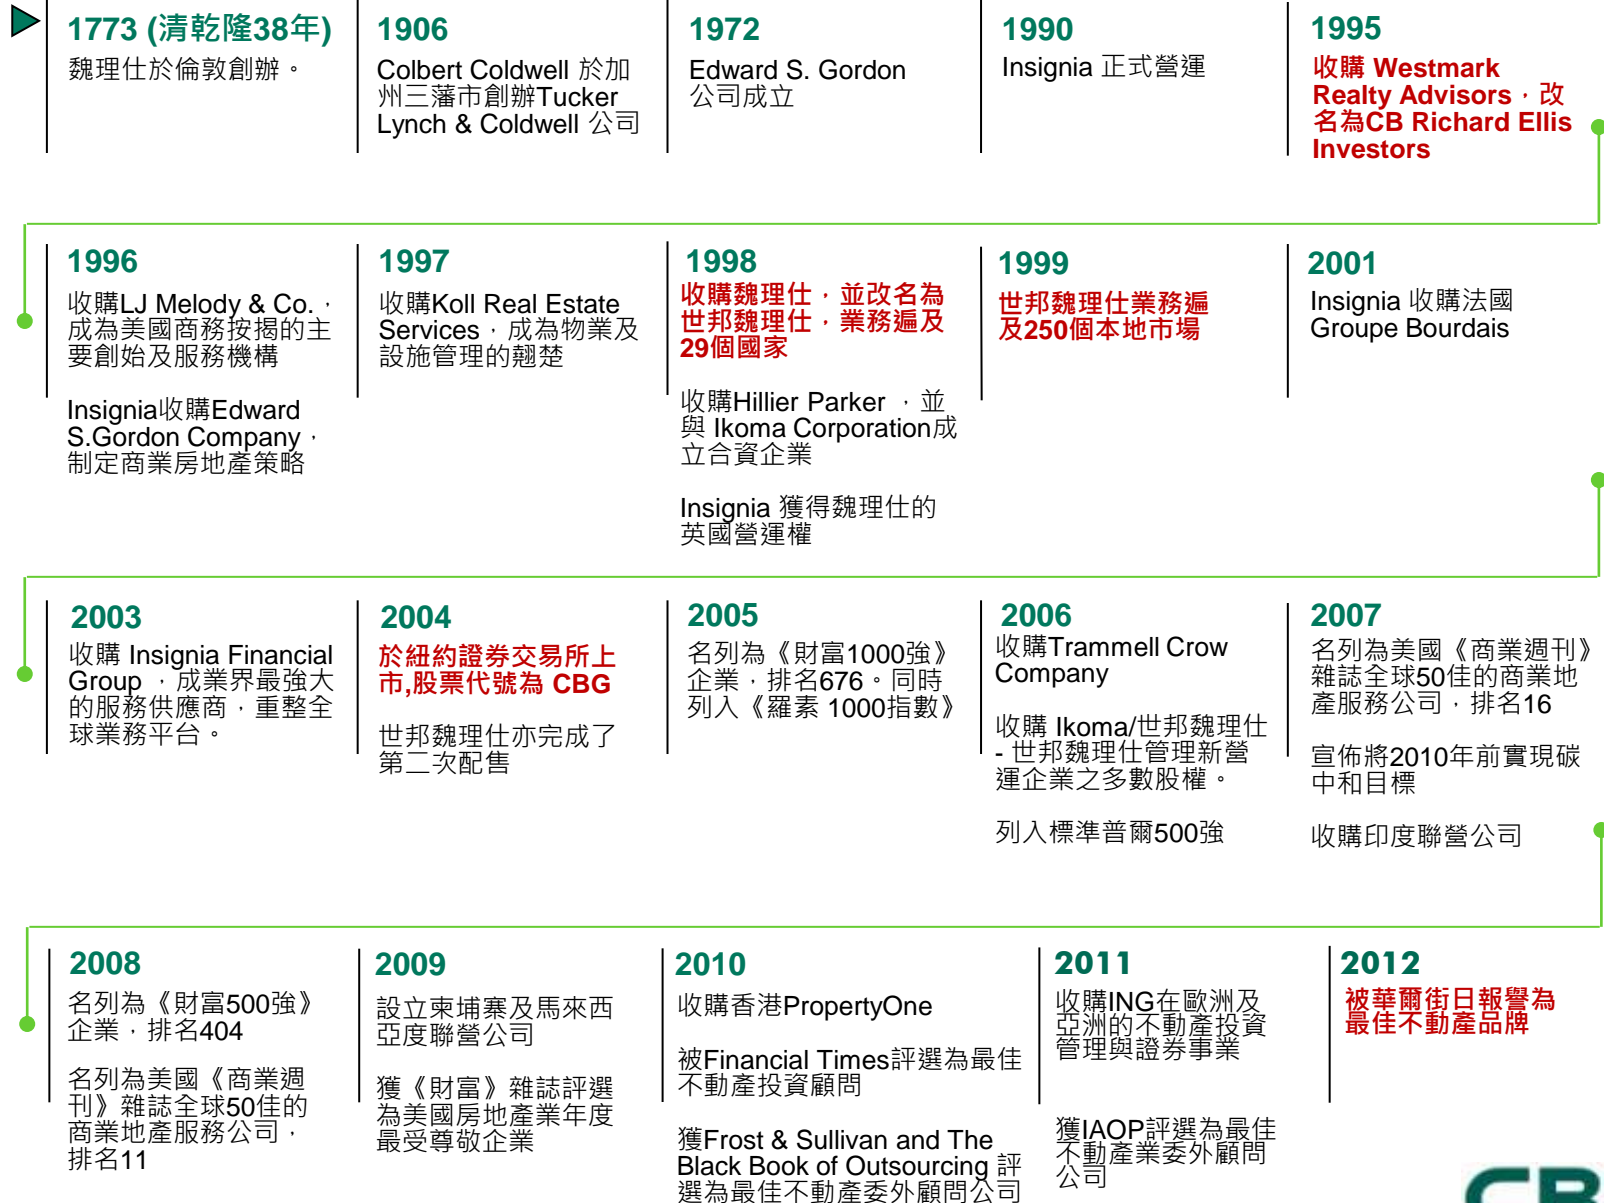 1773 (清乾隆38年)
魏理仕於倫敦創辦。
1906
Colbert Coldwell 於加
州三藩市創辦Tucker
Lynch & Coldwell 公司
1972
Edward S. Gordon
公司成立
1990
Insignia 正式營運
1995
收購 Westmark
Realty Advisors，改
名為CB Richard Ellis
Investors
1996
收購LJ Melody & Co.，
成為美國商務按揭的主
要創始及服務機構
Insignia收購Edward
S.Gordon Company，
制定商業房地產策略
1997
收購Koll Real Estate
Services，成為物業及
設施管理的翹楚
1998
收購魏理仕，並改名為
世邦魏理仕，業務遍及
29個國家
收購Hillier Parker ，並
與 Ikoma Corporation成
立合資企業
Insignia 獲得魏理仕的
英國營運權
1999
世邦魏理仕業務遍
及250個本地市場
2001
Insignia 收購法國
Groupe Bourdais
2003
收購 Insignia Financial
Group ，成業界最強大
的服務供應商，重整全
球業務平台。
2004
於紐約證券交易所上
市,股票代號為 CBG
世邦魏理仕亦完成了
第二次配售
2005
名列為《財富1000強》
企業，排名676。同時
列入《羅素 1000指數》
2006
收購Trammell Crow
Company
收購 Ikoma/世邦魏理仕
- 世邦魏理仕管理新營
運企業之多數股權。
列入標準普爾500強
2007
名列為美國《商業週刊》
雜誌全球50佳的商業地
產服務公司，排名16
宣佈將2010年前實現碳
中和目標
收購印度聯營公司
2008
名列為《財富500強》
企業，排名404
名列為美國《商業週
刊》雜誌全球50佳的
商業地產服務公司，
排名11
2009
設立柬埔寨及馬來西
亞度聯營公司
獲《財富》雜誌評選
為美國房地產業年度
最受尊敬企業
2010
收購香港PropertyOne
被Financial Times評選為最佳
不動產投資顧問
獲Frost & Sullivan and The
Black Book of Outsourcing 評
選為最佳不動產委外顧問公司
2011
收購ING在歐洲及
亞洲的不動產投資
管理與證券事業
獲IAOP評選為最佳
不動產業委外顧問
公司
2012
被華爾街日報譽為
最佳不動產品牌
CB